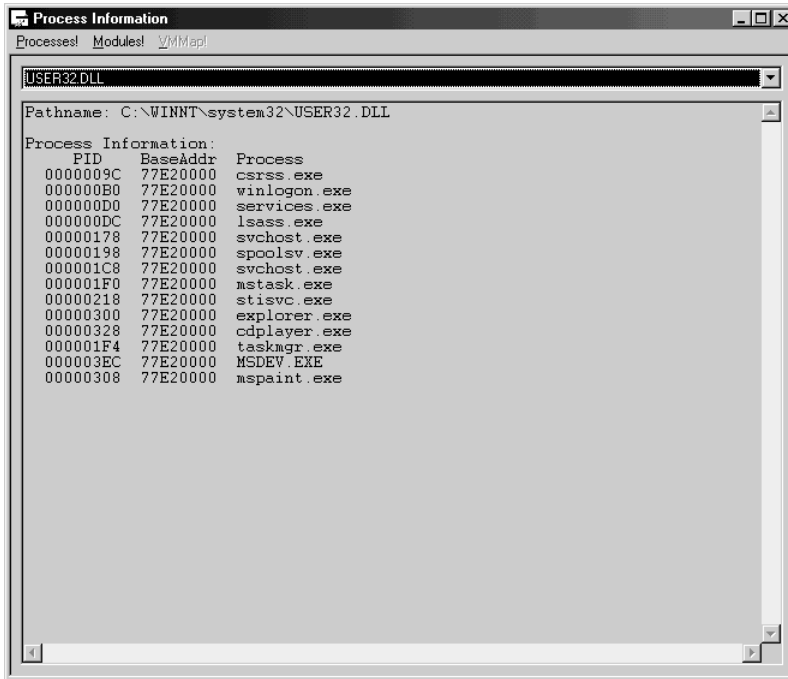 Process Information
Processes! Modules! VMMap!
USER32.DLL
Pathname: C:\WINNT\system32\USER32.DLL
Process Information:
PID BaseAddr Process
0000009C 77E20000 csrss.exe
000000B0 77E20000 winlogon.exe
000000D0 77E20000 services.exe
000000DC 77E20000 lsass.exe
00000178 77E20000 svchost.exe
00000198 77E20000 spoolsv.exe
000001C8 77E20000 svchost.exe
000001F0 77E20000 mstask.exe
00000218 77E20000 stisvc.exe
00000300 77E20000 explorer.exe
00000328 77E20000 cdplayer.exe
000001F4 77E20000 taskmgr.exe
000003EC 77E20000 MSDEV.EXE
00000308 77E20000 mspaint.exe